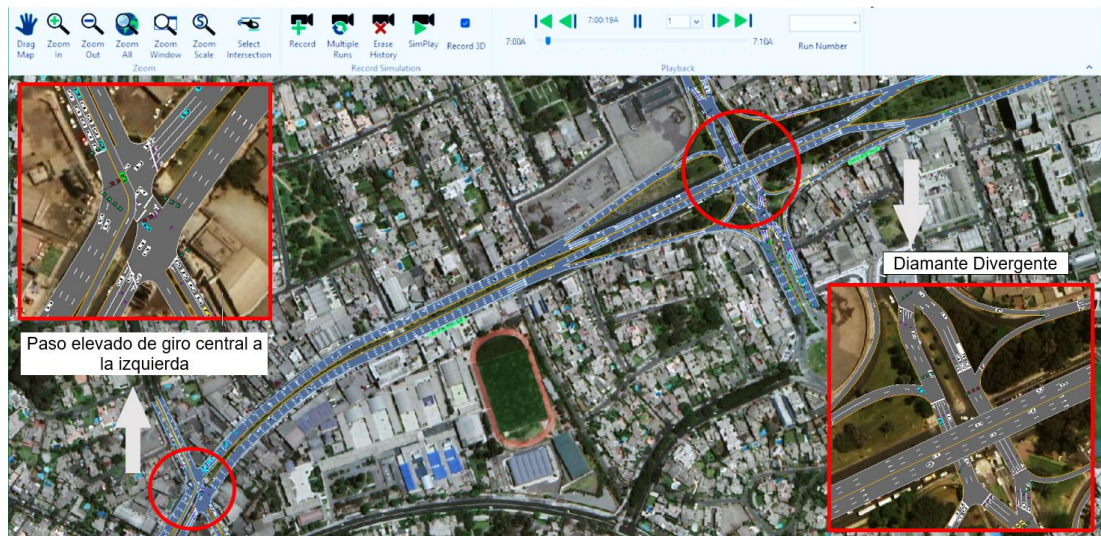 Drag
Map
Zoom
In
Zoom
Out
Zoom
All
Zoom
Window
Zoom
Scale
Select
Intersection
Zoom
Record
Multiple
Runs
Erase
History
SimPlay
Record 3D
Record Simulation
7:00:19A
1
7:00A
7:10A
Playback
Run Number
Diamante Divergente
Paso elevado de giro central a
la izquierda